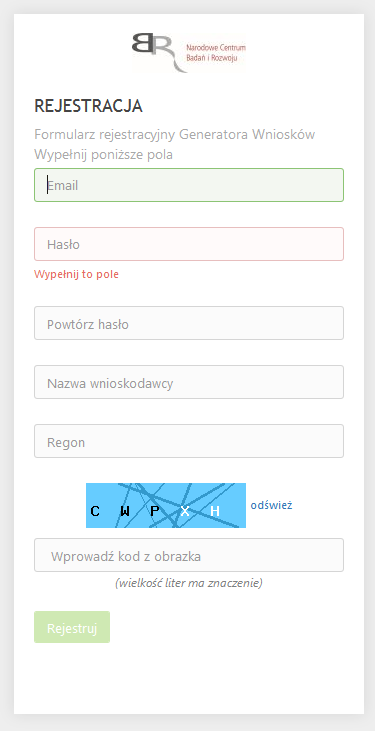 BR
Narodowe Centrum
Badań i Rozwoju
REJESTRACJA
Formularz rejestracyjny Generatora Wniosków
Wypełnij poniższe pola
Email
Hasło
Wypełnij to pole
Powtórz hasło
Nazwa wnioskodawcy
Regon
C W P X H odśwież
Wprowadź kod z obrazka
(wielkość liter ma znaczenie)
Rejestruj